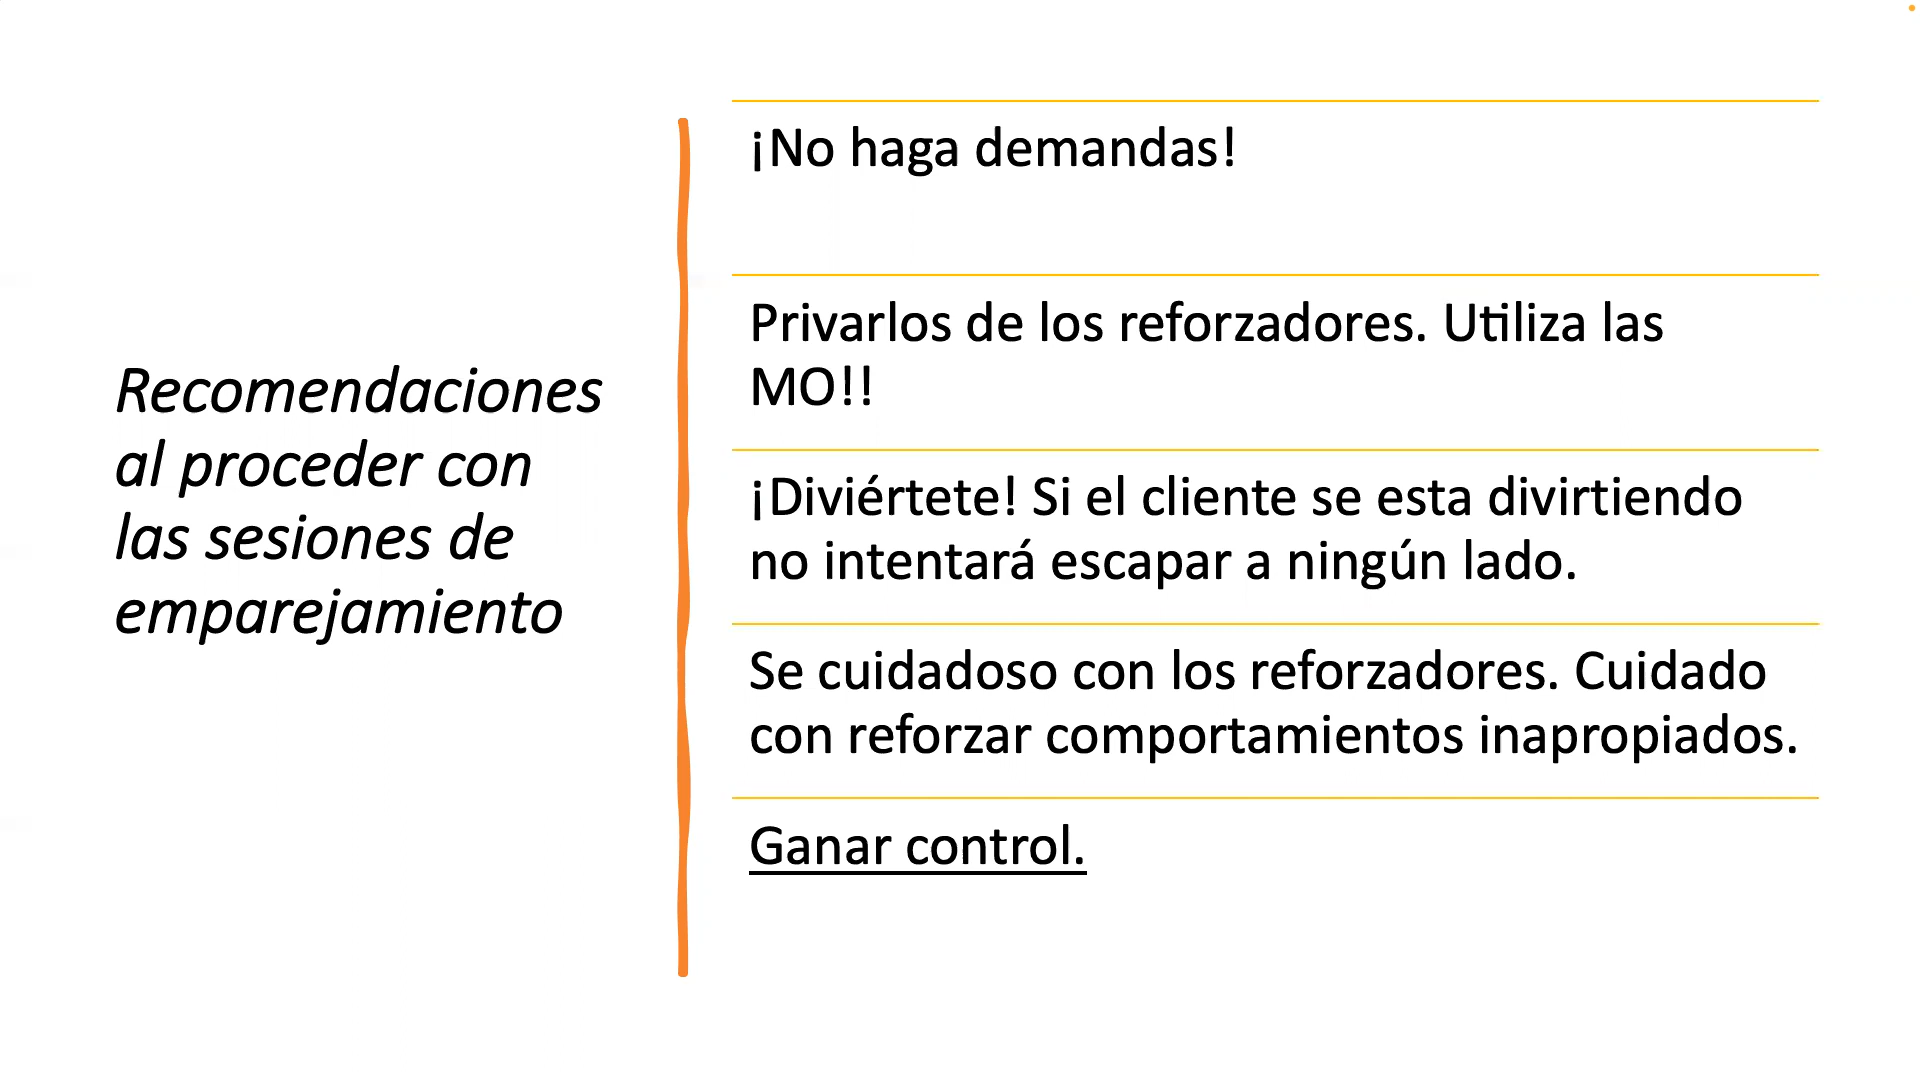 Recomendaciones
al proceder con
las sesiones de
emparejamiento
¡No haga demandas!
Privarlos de los reforzadores. Utiliza las
MO!!
¡Diviértete! Si el cliente se esta divirtiendo
no intentará escapar a ningún lado.
Se cuidadoso con los reforzadores. Cuidado
con reforzar comportamientos inapropiados.
Ganar control.